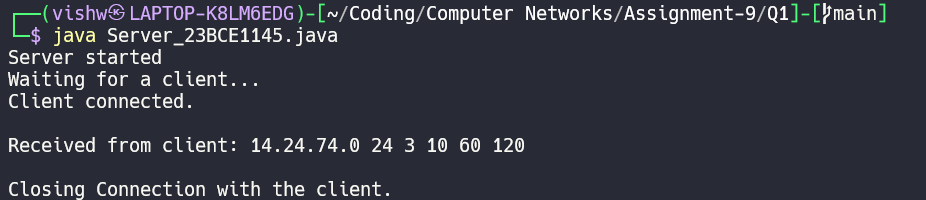 ┌──(vishw㉿LAPTOP-K8LM6EDG)-[~/Coding/Computer Networks/Assignment-9/Q1]-[main]
└─$ java Server_23BCE1145.java
Server started
Waiting for a client...
Client connected.
Received from client: 14.24.74.0 24 3 10 60 120
Closing Connection with the client.